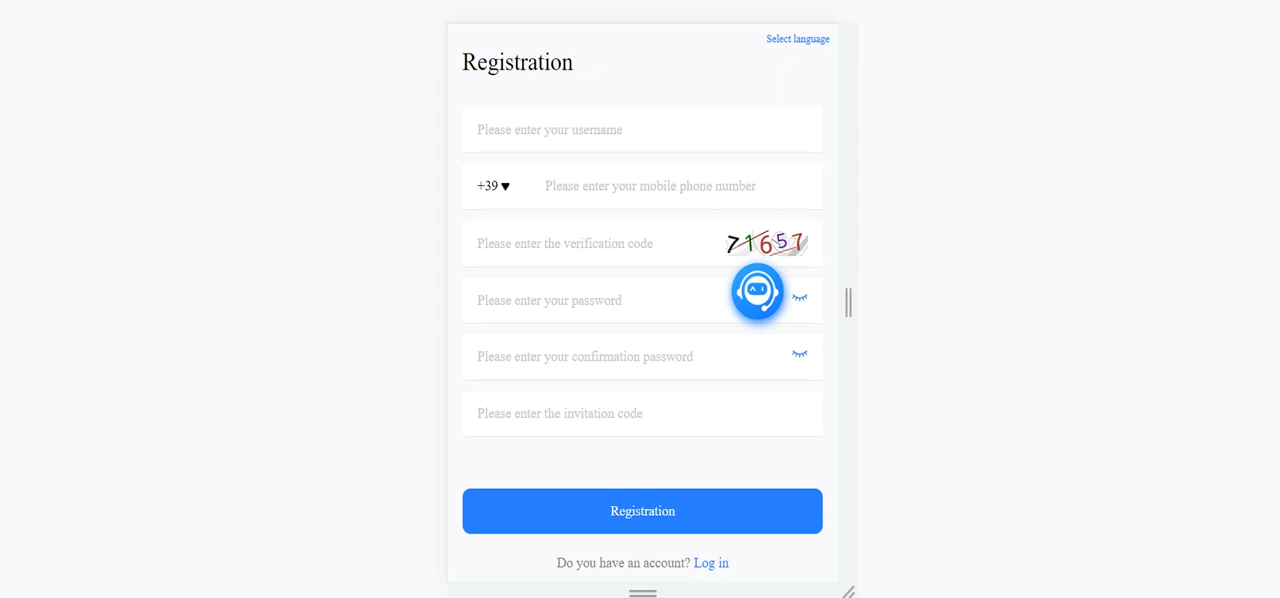 Select language
Registration
Please enter your username
+39 Please enter your mobile phone number
Please enter the verification code 71657
Please enter your password
Please enter your confirmation password
Please enter the invitation code
Registration
Do you have an account? Log in